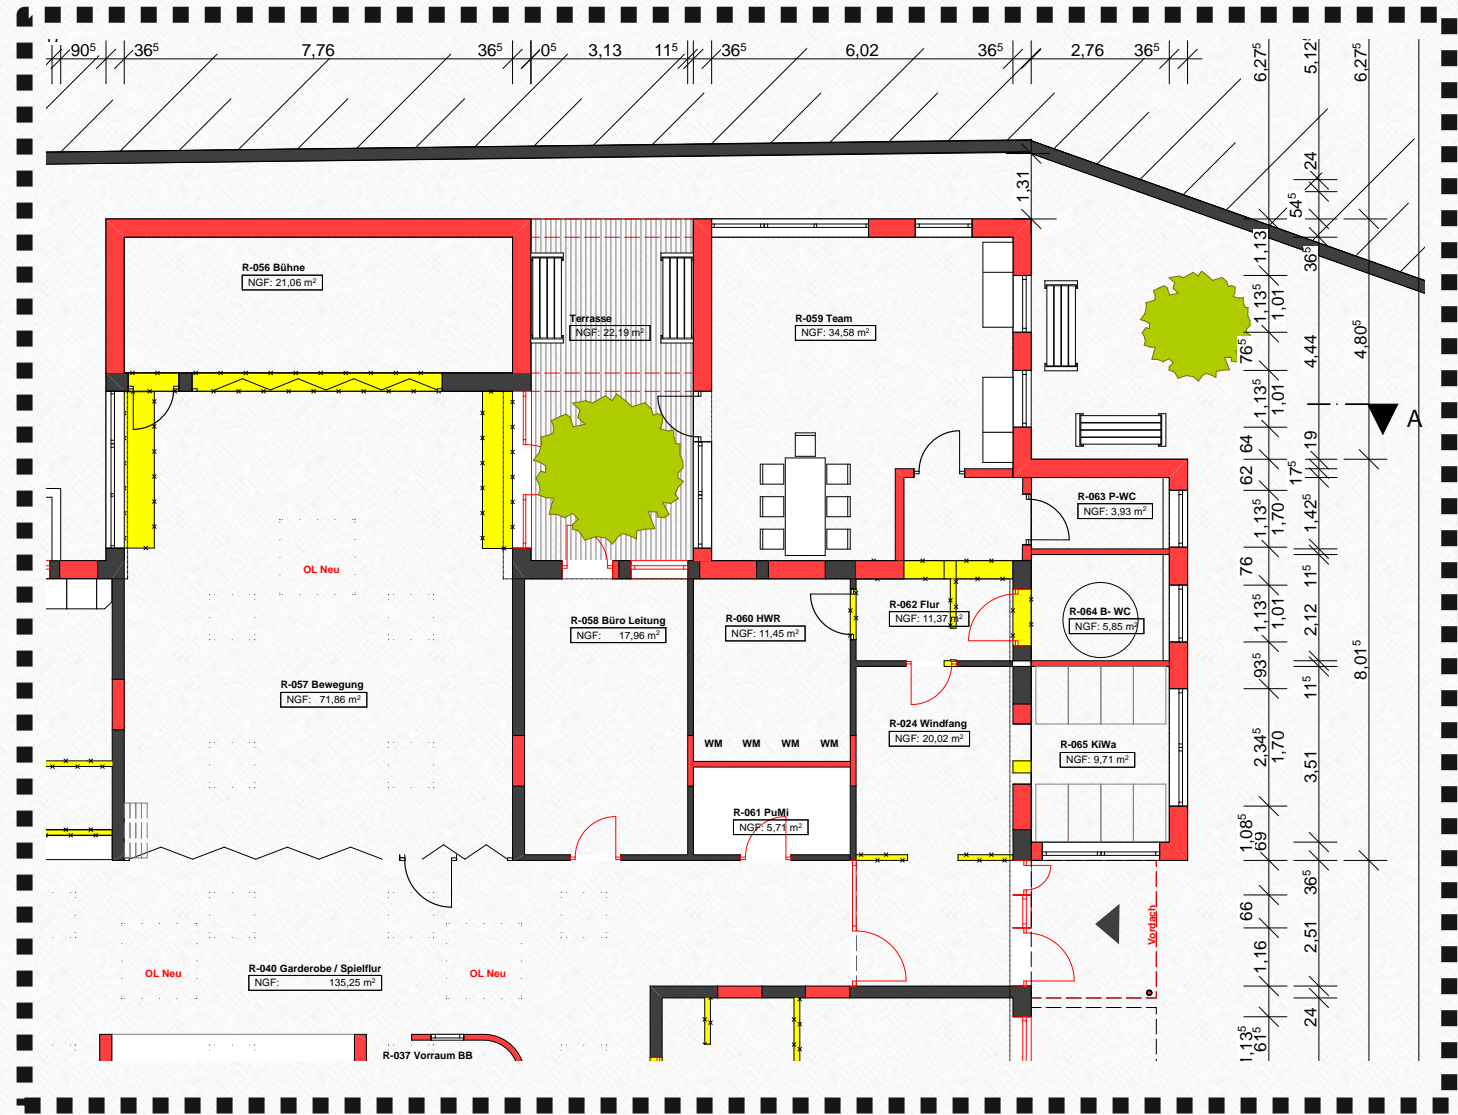 90⁵ 36⁵ 7,76 36⁵ 0⁵ 3,13 11⁵ 36⁵ 6,02 36⁵ 2,76 36⁵
6,27⁵
5,12⁵
6,27⁵
1,31
24
54⁵
1,13
36⁵
1,13⁵
1,01
76⁵
4,44
4,80⁵
1,13⁵
1,01
A
64
19
62
17⁵
1,13⁵
1,70
1,42⁵
76
11⁵
1,13⁵
1,01
2,12
93⁵
11⁵
8,01⁵
2,34⁵
1,70
3,51
1,08⁵
69
36⁵
66
2,51
1,16
24
1,13⁵
61⁵
R-056 Bühne
NGF: 21,06 m²
Terrasse
NGF: 22,19 m²
R-059 Team
NGF: 34,58 m²
R-063 P-WC
NGF: 3,93 m²
OL Neu
R-058 Büro Leitung
NGF: 17,96 m²
R-060 HWR
NGF: 11,45 m²
R-062 Flur
NGF: 11,37 m²
R-064 B- WC
NGF: 5,85 m²
R-057 Bewegung
NGF: 71,86 m²
WM WM WM WM
R-024 Windfang
NGF: 20,02 m²
R-065 KiWa
NGF: 9,71 m²
R-061 PuMi
NGF: 5,71 m²
Vordach
OL Neu
R-040 Garderobe / Spielflur
NGF: 135,25 m²
OL Neu
R-037 Vorraum BB